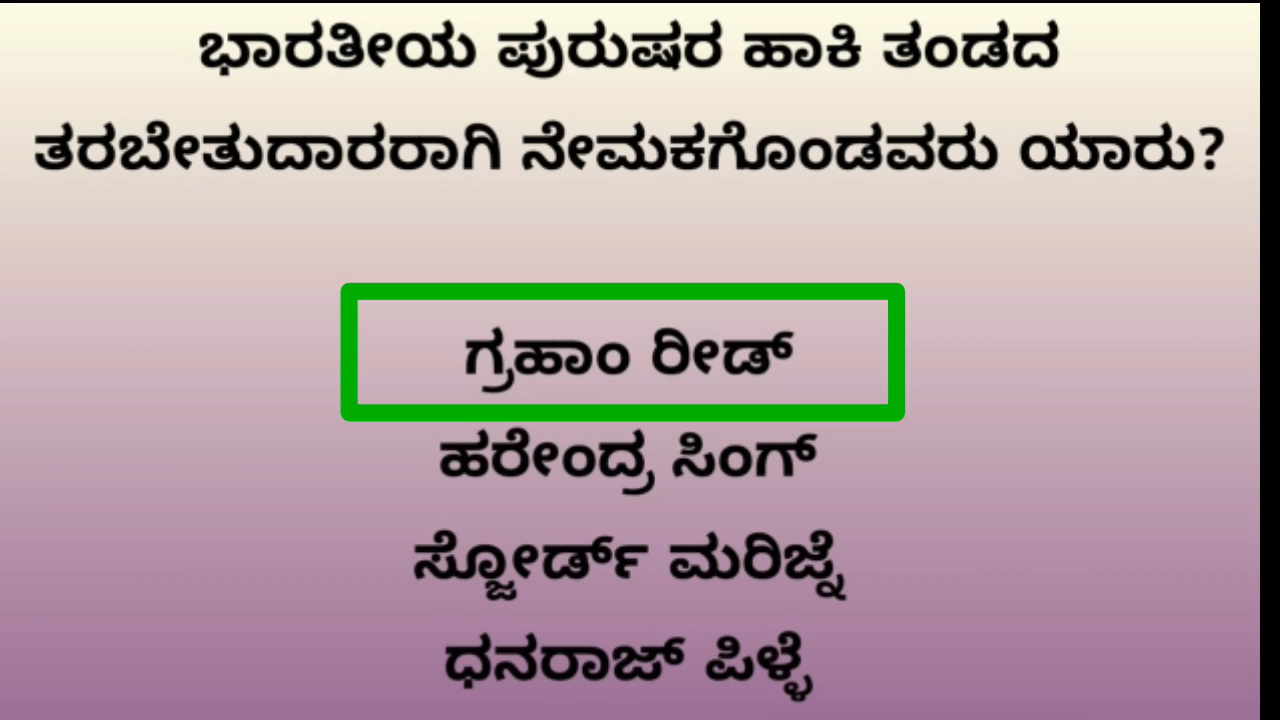 ಭಾರತೀಯ ಪುರುಷರ ಹಾಕಿ ತಂಡದ
ತರಬೇತುದಾರರಾಗಿ ನೇಮಕಗೊಂಡವರು ಯಾರು?
ಗ್ರಹಾಂ ರೀಡ್
ಹರೇಂದ್ರ ಸಿಂಗ್
ಸ್ಜೋರ್ಡ್ ಮರಿಜ್ನೆ
ಧನರಾಜ್ ಪಿಳ್ಳೆ